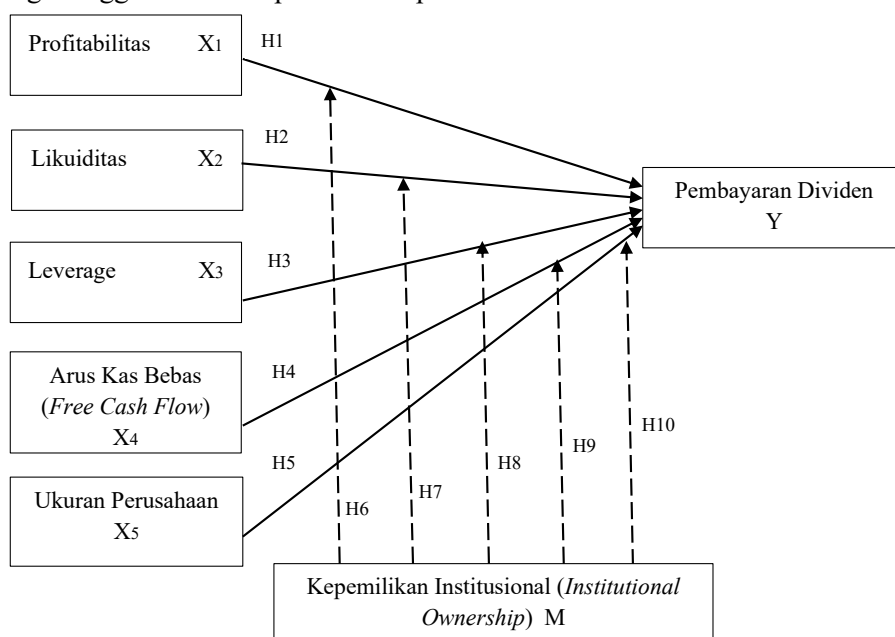 Profitabilitas X1
H1
H2
Likuiditas X2
Pembayaran Dividen
Y
Leverage X3
H3
Arus Kas Bebas
(Free Cash Flow)
X4
H4
H5
Ukuran Perusahaan
X5
H6
H7
H8
H9
H10
Kepemilikan Institusional (Institutional
Ownership) M